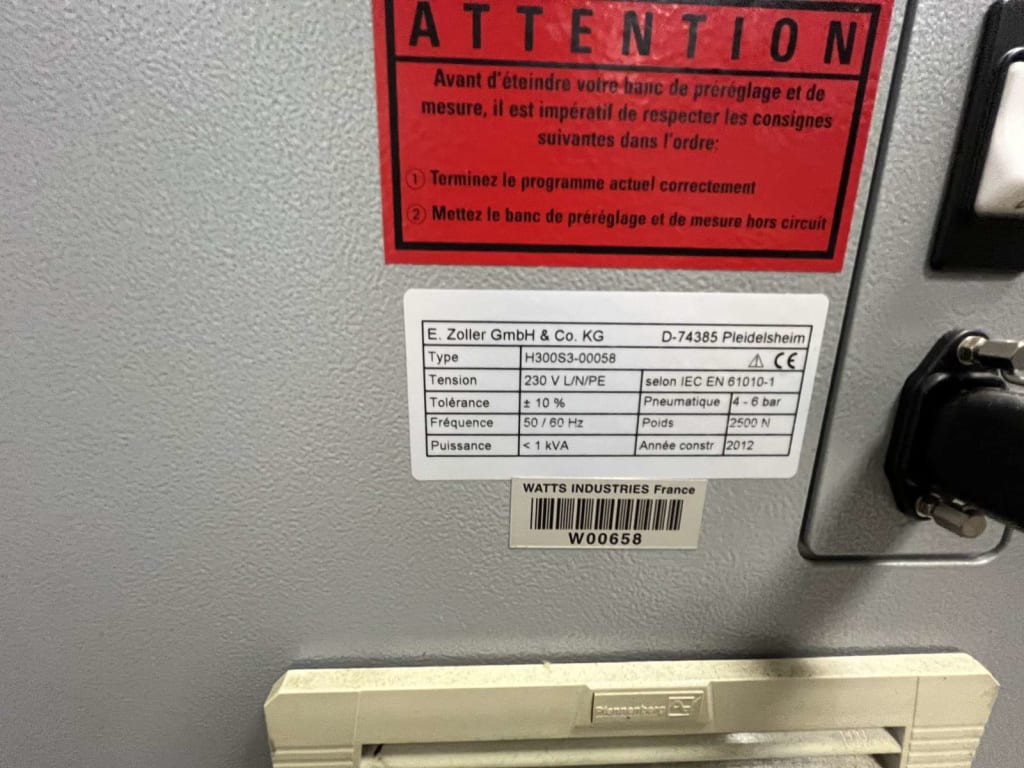 ATTENTION
Avant d'éteindre votre banc de préréglage et de
mesure, il est impératif de respecter les consignes
suivantes dans l'ordre:
① Terminez le programme actuel correctement
② Mettez le banc de préréglage et de mesure hors circuit
E. Zoller GmbH & Co. KG D-74385 Pleidelsheim
Type H300S3-00058 CE
Tension 230 V L/N/PE selon IEC EN 61010-1
Tolérance ± 10 % Pneumatique 4 - 6 bar
Fréquence 50 / 60 Hz Poids 2500 N
Puissance < 1 kVA Année constr 2012
WATTS INDUSTRIES France
W00658
Pfannenberg